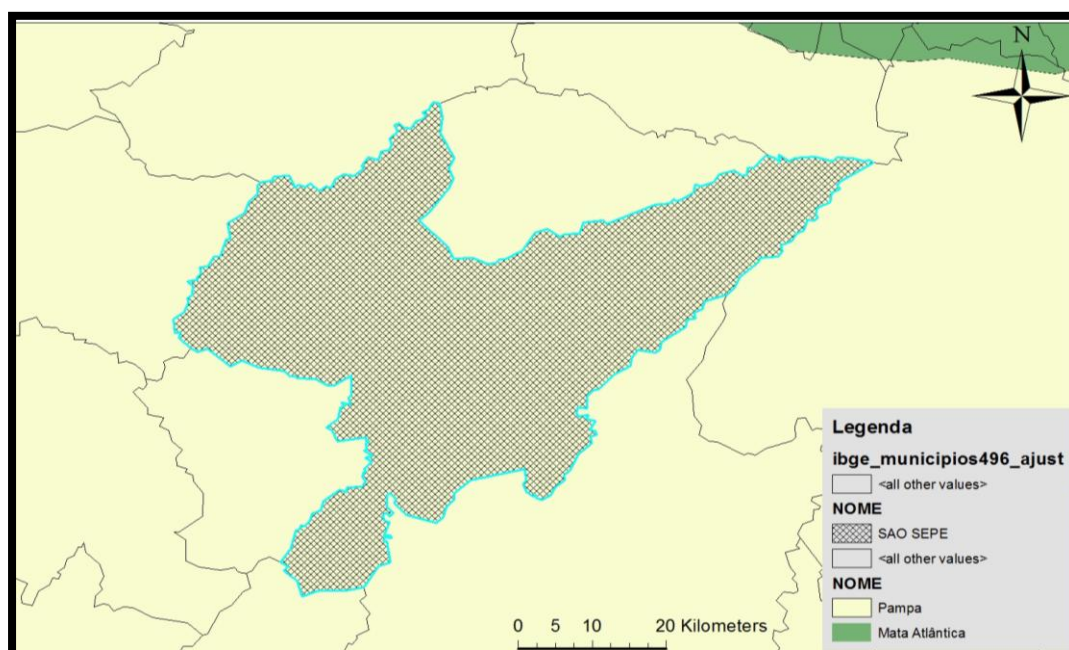 N
Legenda
ibge_municipios496_ajust
<all other values>
NOME
SAO SEPE
<all other values>
NOME
Pampa
Mata Atlântica
0 5 10 20 Kilometers